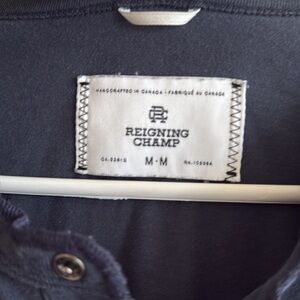 HANDCRAFTED IN CANADA · FABRIQUÉ AU CANADA
REIGNING
CHAMP
M·M